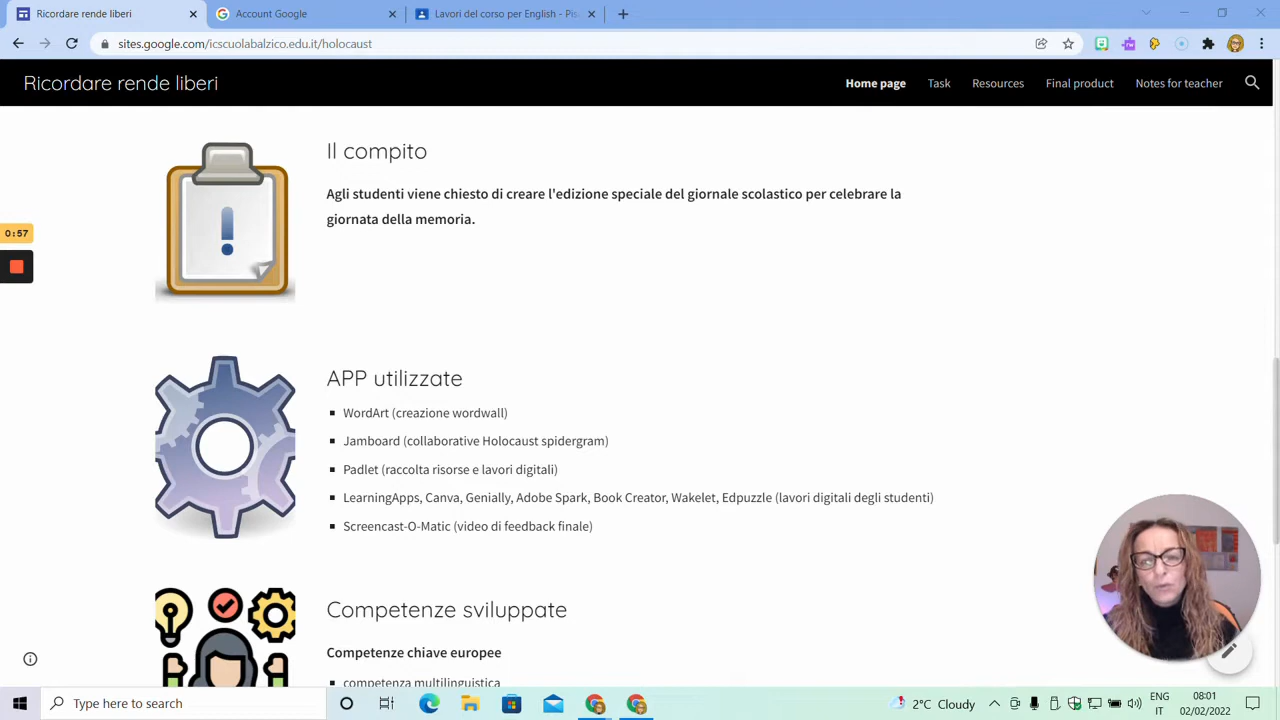 Ricordare rende liberi
Account Google
Lavori del corso per English - Pis
sites.google.com/icscuolabalzico.edu.it/holocaust
Ricordare rende liberi
Home page
Task
Resources
Final product
Notes for teacher
Il compito
Agli studenti viene chiesto di creare l'edizione speciale del giornale scolastico per celebrare la
giornata della memoria.
0:57
APP utilizzate
WordArt (creazione wordwall)
Jamboard (collaborative Holocaust spidergram)
Padlet (raccolta risorse e lavori digitali)
LearningApps, Canva, Genially, Adobe Spark, Book Creator, Wakelet, Edpuzzle (lavori digitali degli studenti)
Screencast-O-Matic (video di feedback finale)
Competenze sviluppate
Competenze chiave europee
competenza multilinguistica
Type here to search
2°C Cloudy
ENG
IT
08:01
02/02/2022